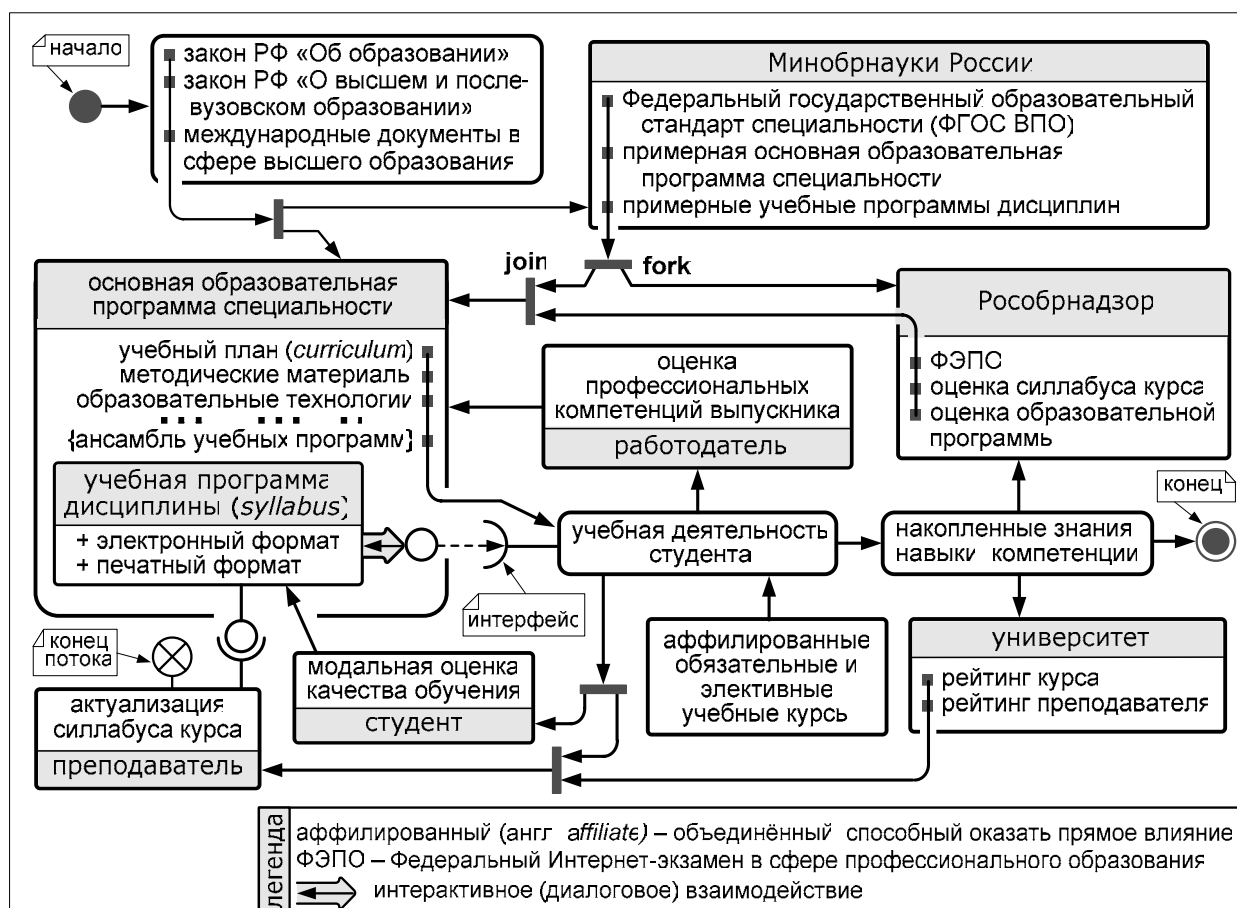 начало
закон РФ «Об образовании»
закон РФ «О высшем и после-
вузовском образовании»
международные документы в
сфере высшего образования
Минобрнауки России
Федеральный государственный образовательный
стандарт специальности (ФГОС ВПО)
примерная основная образовательная
программа специальности
примерные учебные программы дисциплин
join
fork
основная образовательная
программа специальности
учебный план (curriculum)
методические материалы
образовательные технологии
{ансамбль учебных программ}
учебная программа
дисциплины (syllabus)
+ электронный формат
+ печатный формат
оценка
профессиональных
компетенций выпускника
работодатель
Рособрнадзор
ФЭПО
оценка силлабуса курса
оценка образовательной
программы
конец
учебная деятельность
студента
накопленные знания
навыки компетенции
интерфейс
конец
потока
актуализация
силлабуса курса
преподаватель
модальная оценка
качества обучения
студент
аффилированные
обязательные и
элективные
учебные курсы
университет
рейтинг курса
рейтинг преподавателя
легенда
аффилированный (англ affiliate) – объединённый способный оказать прямое влияние
ФЭПО – Федеральный Интернет-экзамен в сфере профессионального образования
интерактивное (диалоговое) взаимодействие